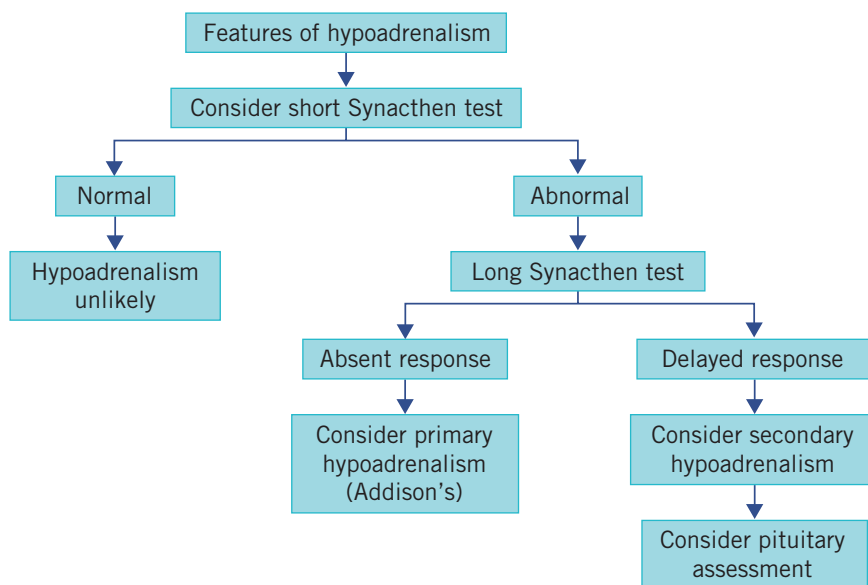 Features of hypoadrenalism
Consider short Synacthen test
Normal
Abnormal
Hypoadrenalism
unlikely
Long Synacthen test
Absent response
Delayed response
Consider primary
hypoadrenalism
(Addison's)
Consider secondary
hypoadrenalism
Consider pituitary
assessment